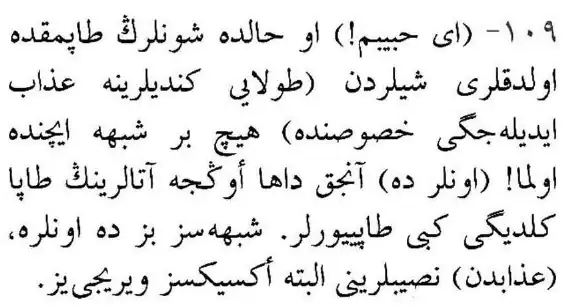 ١٠٩- (ای حبیبم!) او حالده شونلرڭ طاپمقده
اولدقلری شیلردن (طولایی کندیلرینه عذاب
ایدیله‌جگی خصوصنده) هیچ بر شبهه ایچنده
اولما! (اونلر ده) آنجق داها أوڭجه آتالرینڭ طاپا
کلدیگی کبی طاپییورلر. شبهه‌سز بز ده اونلره،
(عذابدن) نصیبلرینی البته أکسیکسز ویریجی‌یز.